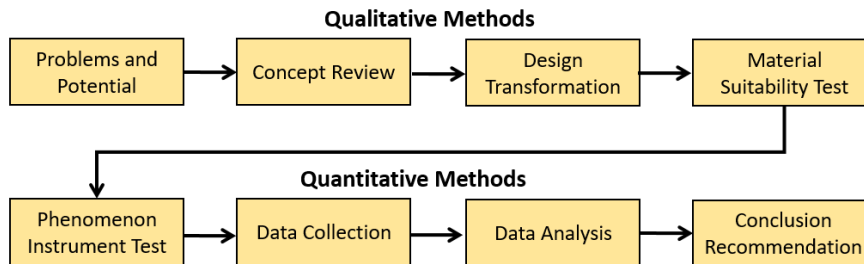 Qualitative Methods
Problems and
Potential
Concept Review
Design
Transformation
Material
Suitability Test
Quantitative Methods
Phenomenon
Instrument Test
Data Collection
Data Analysis
Conclusion
Recommendation